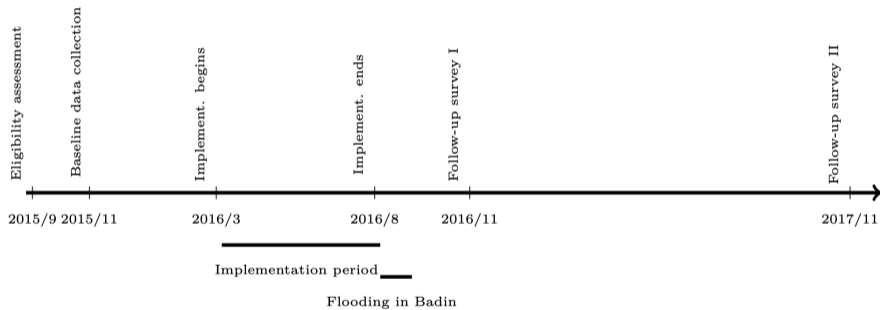 Eligibility assessment
Baseline data collection
Implement. begins
Implement. ends
Follow-up survey I
Follow-up survey II
2015/9 2015/11 2016/3 2016/8 2016/11 2017/11
Implementation period
Flooding in Badin